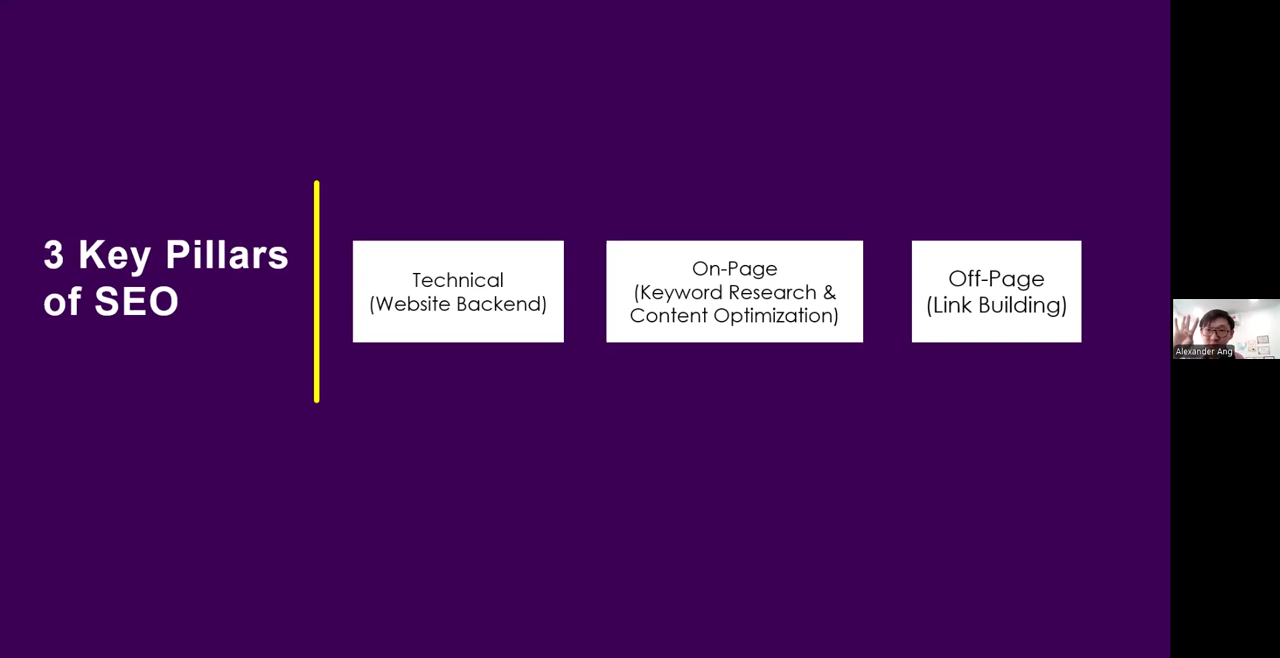 3 Key Pillars
of SEO
Technical
(Website Backend)
On-Page
(Keyword Research &
Content Optimization)
Off-Page
(Link Building)
Alexander Ang